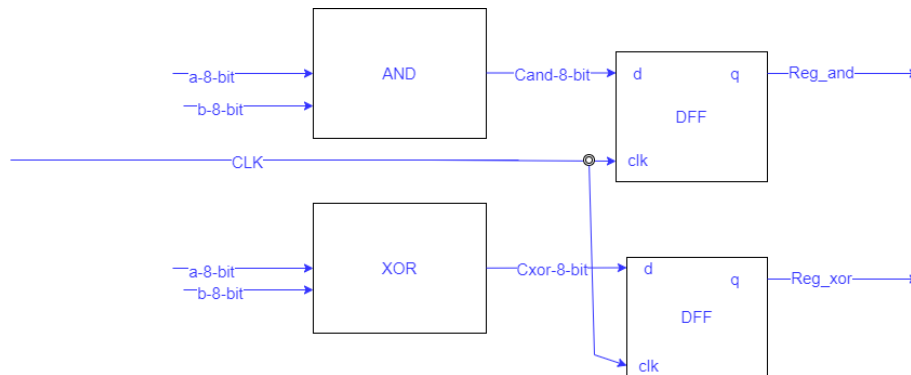 a-8-bit
b-8-bit
AND
Cand-8-bit
d
q
DFF
clk
Reg_and
CLK
a-8-bit
b-8-bit
XOR
Cxor-8-bit
d
q
DFF
clk
Reg_xor